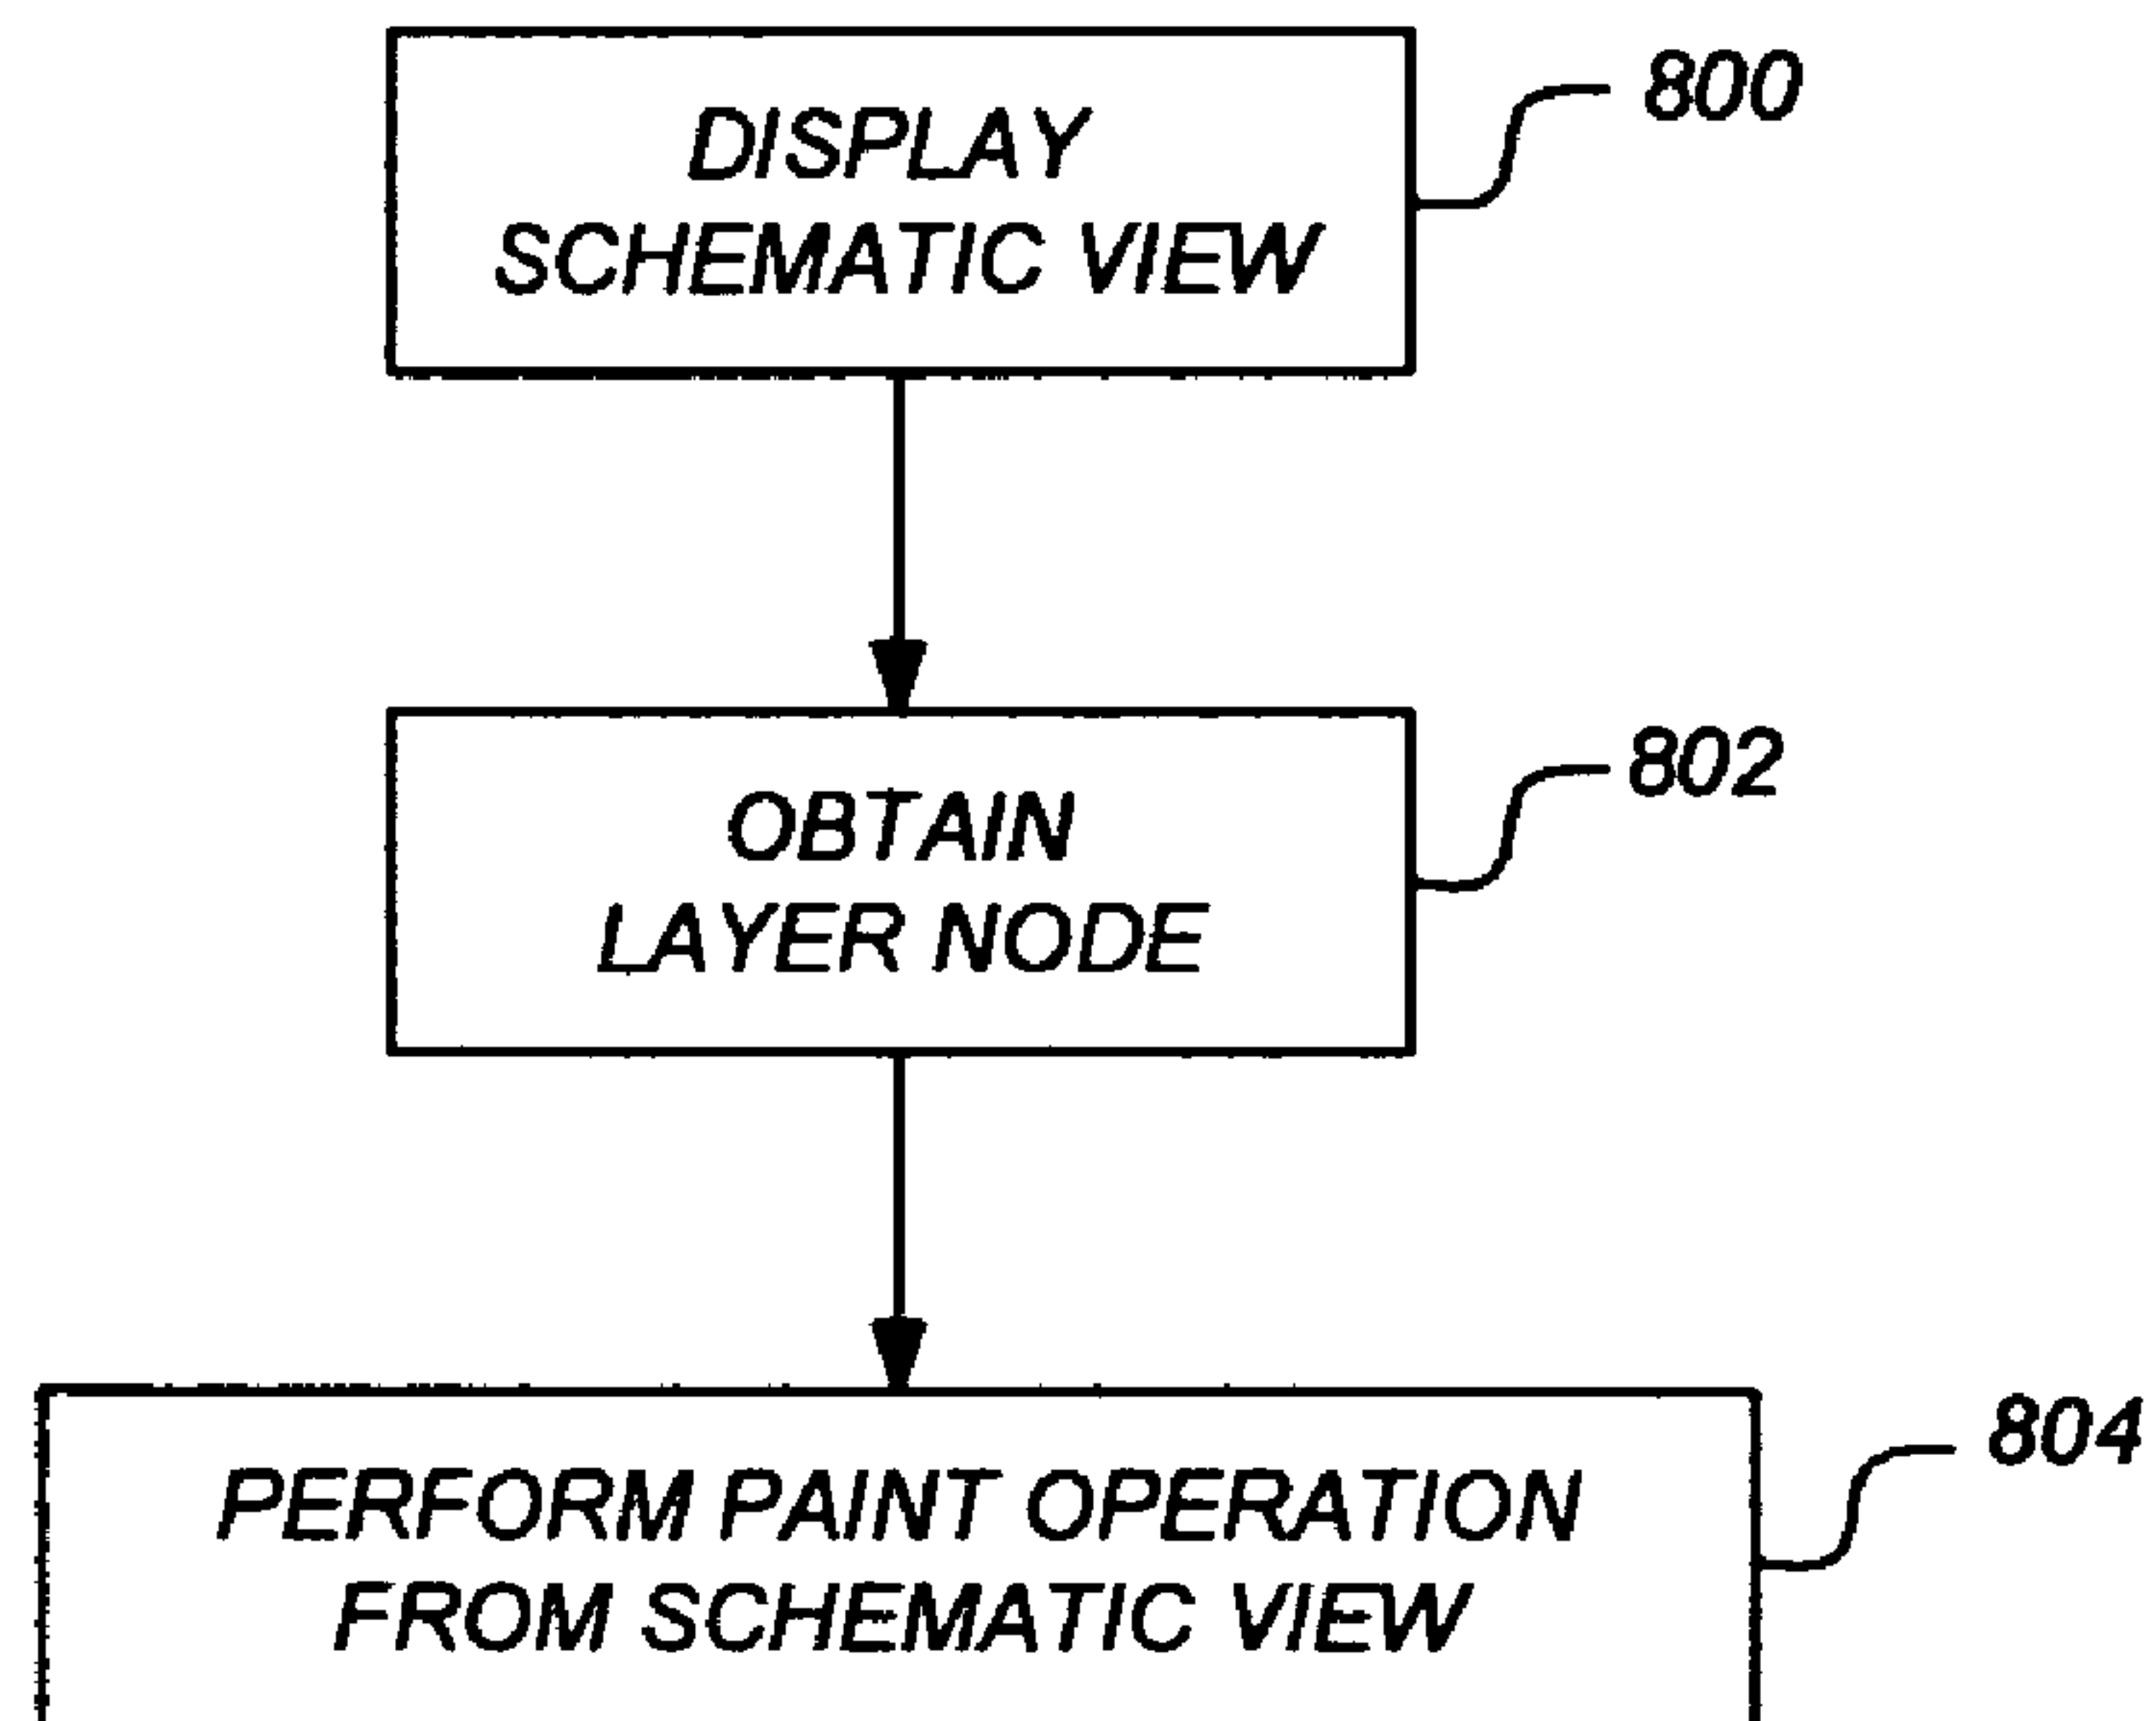 DISPLAY
SCHEMATIC VIEW
800
OBTAIN
LAYER NODE
802
PERFORM PAINT OPERATION
FROM SCHEMATIC VIEW
804